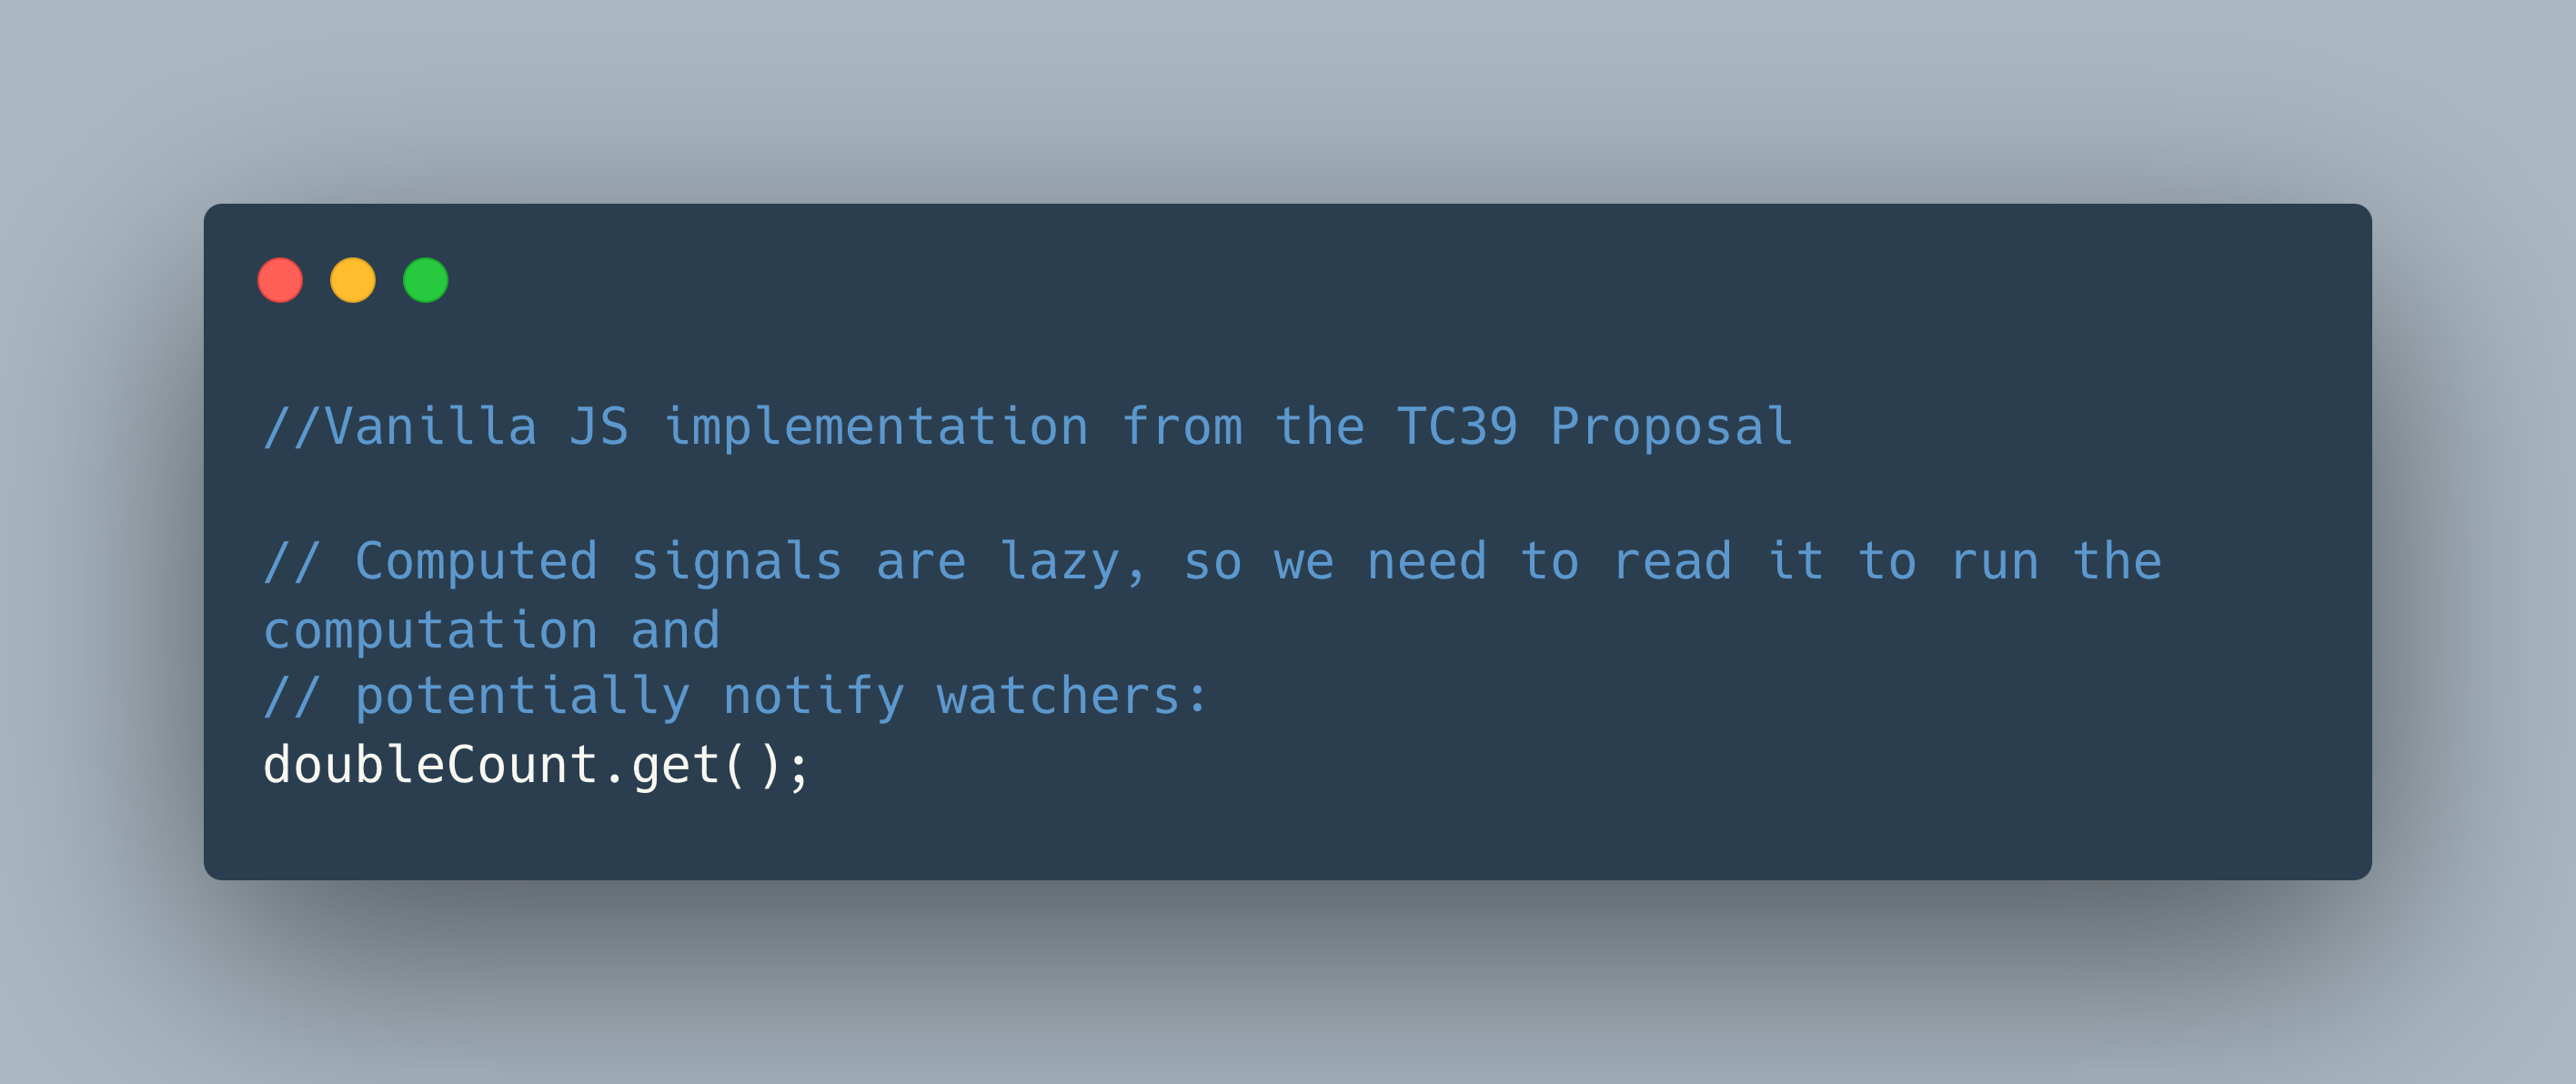 //Vanilla JS implementation from the TC39 Proposal
// Computed signals are lazy, so we need to read it to run the
computation and
// potentially notify watchers:
doubleCount.get();